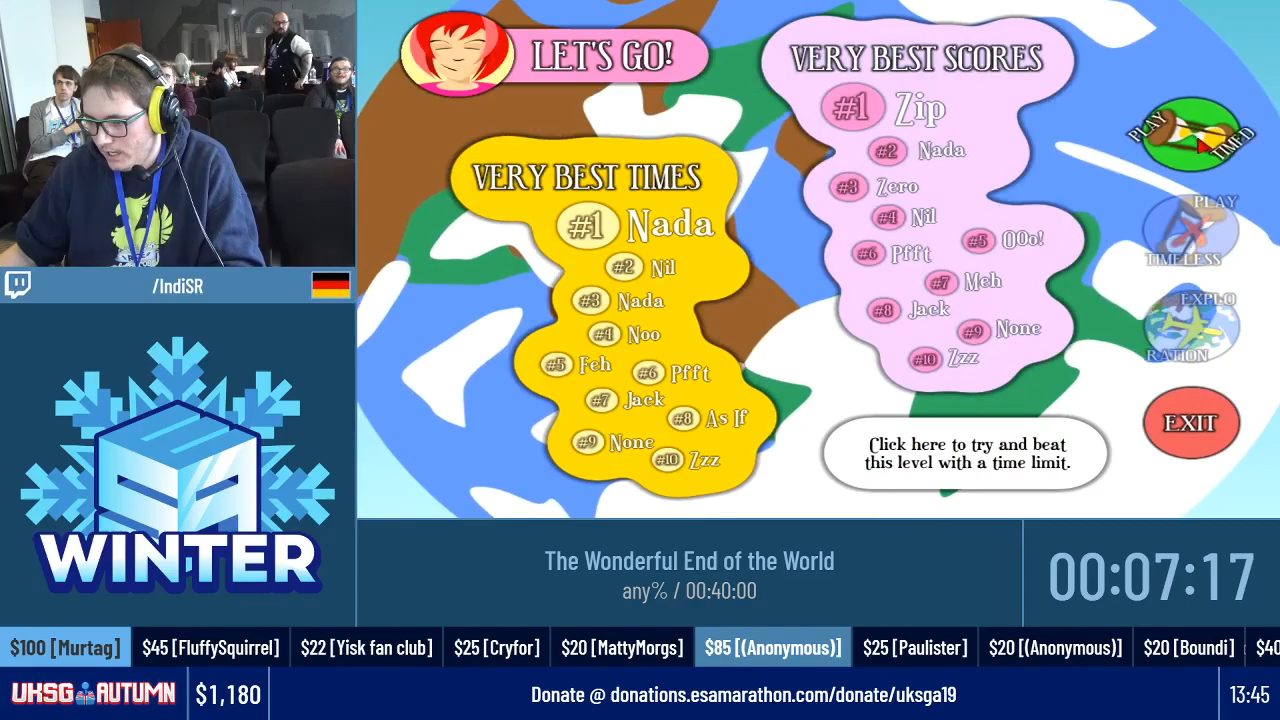 LET'S GO!
VERY BEST TIMES
#1 Nada
#2 Nil
#3 Nada
#4 Noo
#5 Feh
#6 Pfft
#7 Jack
#8 As If
#9 None
#10 Zzz
VERY BEST SCORES
#1 Zip
#2 Nada
#3 Zero
#4 Nil
#5 OOo!
#6 Pfft
#7 Meh
#8 Jack
#9 None
#10 Zzz
PLAY
TIMED
PLAY
TIMELESS
EXPLO
RATION
EXIT
Click here to try and beat
this level with a time limit.
/IndiSR
WINTER
The Wonderful End of the World
any% / 00:40:00
00:07:17
$100 [Murtag]
$45 [FluffySquirrel]
$22 [Yisk fan club]
$25 [Cryfor]
$20 [MattyMorgs]
$85 [(Anonymous)]
$25 [Paulister]
$20 [(Anonymous)]
$20 [Boundi]
$40
UKSG AUTUMN
$1,180
Donate @ donations.esamarathon.com/donate/uksga19
13:45